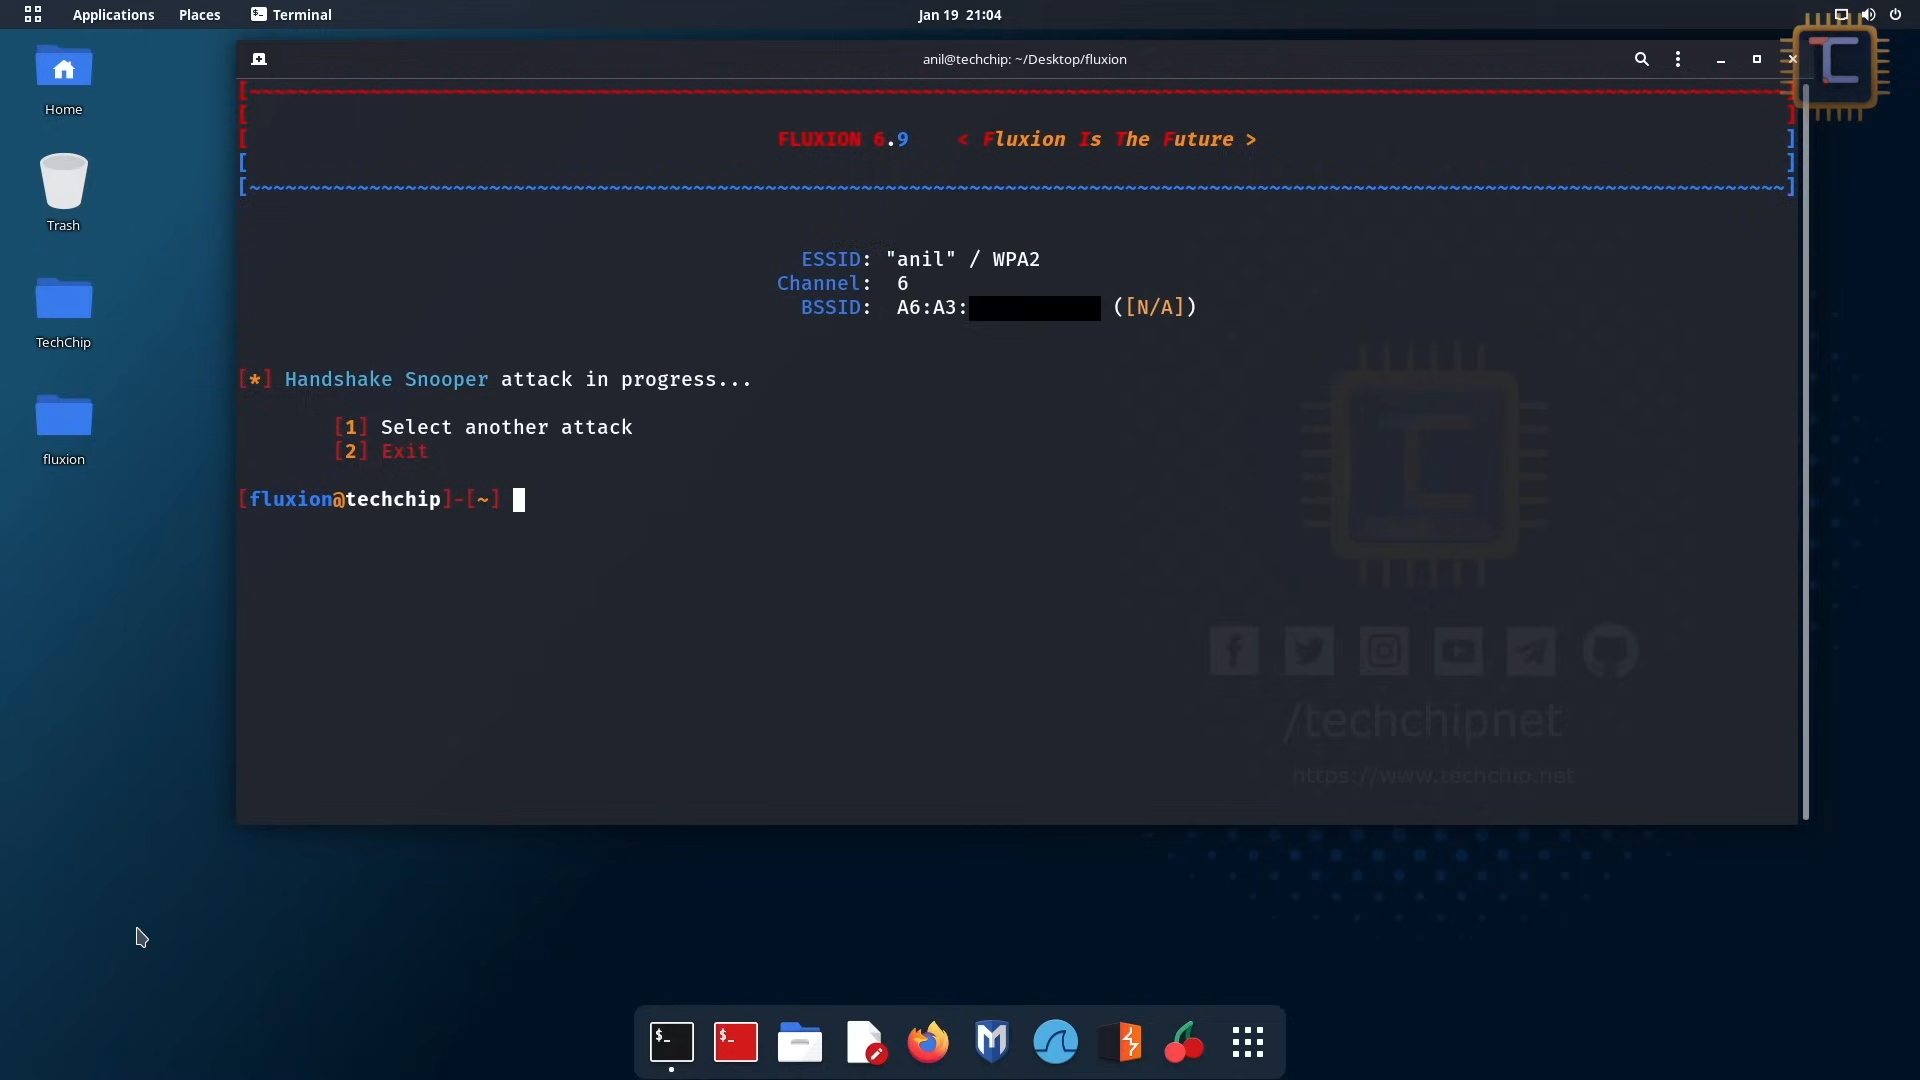 Applications Places Terminal Jan 19 21:04
Home
Trash
TechChip
fluxion
anil@techchip: ~/Desktop/fluxion
[~~~~~~~~~~~~~~~~~~~~~~~~~~~~~~~~~~~~~~~~~~~~~~~~~~~~~~~~~~~~~~~~~~~~~~~~~~~~~~~~~~~~~~~~~~~~~~~~~~~~~~~~~~~~~~~~~~~~~~~~~~~~~~~~]
[ ]
[ FLUXION 6.9 < Fluxion Is The Future > ]
[ ]
[~~~~~~~~~~~~~~~~~~~~~~~~~~~~~~~~~~~~~~~~~~~~~~~~~~~~~~~~~~~~~~~~~~~~~~~~~~~~~~~~~~~~~~~~~~~~~~~~~~~~~~~~~~~~~~~~~~~~~~~~~~~~~~~~]
ESSID: "anil" / WPA2
Channel: 6
BSSID: A6:A3: ([N/A])
[*] Handshake Snooper attack in progress...
[1] Select another attack
[2] Exit
[fluxion@techchip]-[~]
/techchipnet
https://www.techchip.net